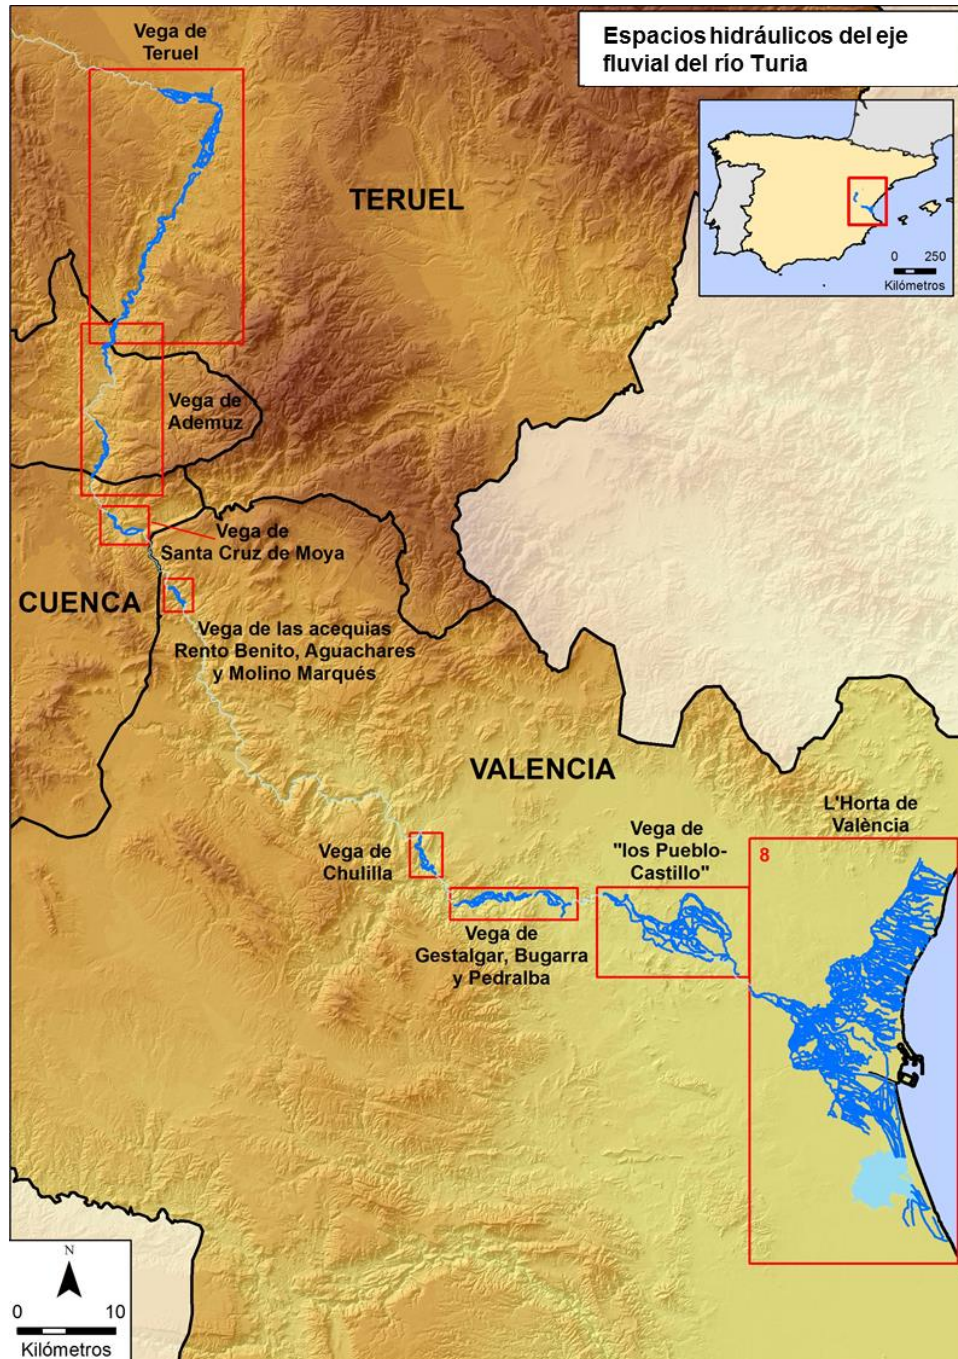 Espacios hidráulicos del eje
fluvial del río Turia
0 250
Kilómetros
Vega de
Teruel
TERUEL
Vega de
Ademuz
Vega de
Santa Cruz de Moya
CUENCA
Vega de las acequias
Rento Benito, Aguachares
y Molino Marqués
VALENCIA
Vega de
Chulilla
Vega de
Gestalgar, Bugarra
y Pedralba
Vega de
"los Pueblo-
Castillo"
L'Horta de
València
8
N
0 10
Kilómetros